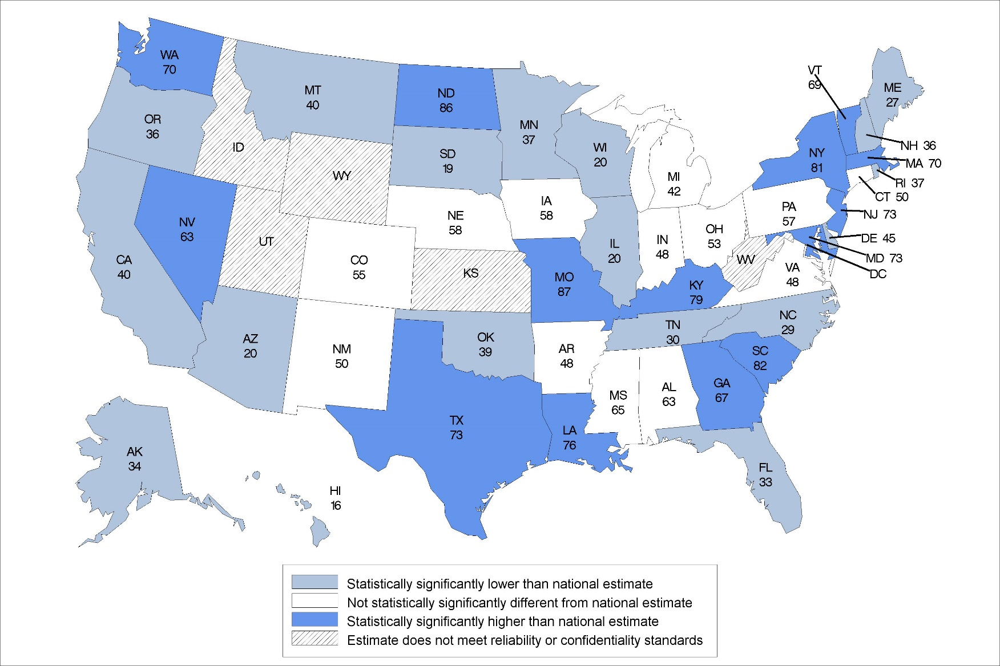 WA
70
OR
36
CA
40
NV
63
ID
MT
40
WY
UT
AZ
20
CO
55
NM
50
ND
86
SD
19
NE
58
KS
OK
39
TX
73
MN
37
IA
58
MO
87
AR
48
LA
76
WI
20
IL
20
MI
42
IN
48
OH
53
KY
79
TN
30
MS
65
AL
63
GA
67
FL
33
SC
82
NC
29
VA
48
WV
PA
57
NY
81
VT
69
ME
27
NH 36
MA 70
RI 37
CT 50
NJ 73
DE 45
MD 73
DC
AK
34
HI
16
Statistically significantly lower than national estimate
Not statistically significantly different from national estimate
Statistically significantly higher than national estimate
Estimate does not meet reliability or confidentiality standards